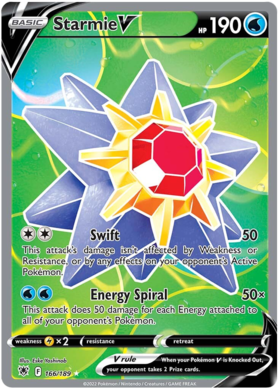 BASIC Starmie V HP 190
Swift 50
This attack's damage isn't affected by Weakness or
Resistance, or by any effects on your opponent's Active
Pokémon.
Energy Spiral 50×
This attack does 50 damage for each Energy attached to
all of your opponent's Pokémon.
weakness ×2 resistance retreat
V rule When your Pokémon V is Knocked Out,
your opponent takes 2 Prize cards.
Illus. Eske Yoshinob
F 166/189
©2022 Pokémon / Nintendo / Creatures / GAME FREAK